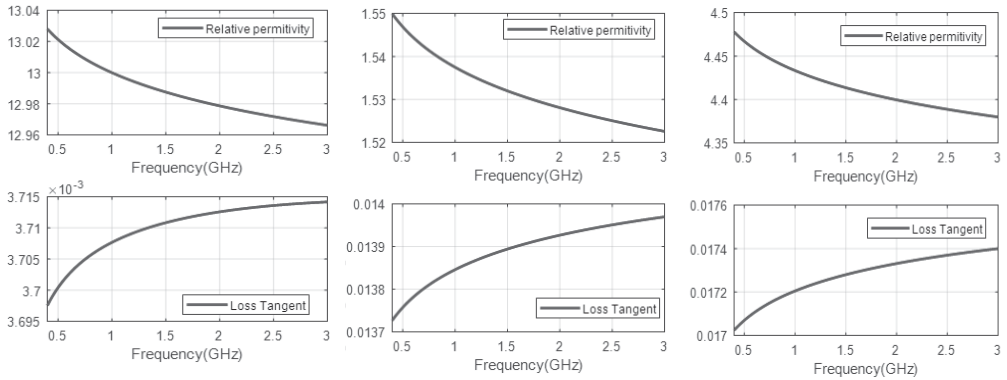 13.04
13.02
13
12.98
12.96
Relative permitivity
0.5 1 1.5 2 2.5 3
Frequency(GHz)
1.55
1.54
1.53
1.52
Relative permitivity
0.5 1 1.5 2 2.5 3
Frequency(GHz)
4.5
4.45
4.4
4.35
Relative permitivity
0.5 1 1.5 2 2.5 3
Frequency(GHz)
×10⁻³
3.715
3.71
3.705
3.7
3.695
Loss Tangent
0.5 1 1.5 2 2.5 3
Frequency(GHz)
0.014
0.0139
0.0138
0.0137
Loss Tangent
0.5 1 1.5 2 2.5 3
Frequency(GHz)
0.0176
0.0174
0.0172
0.017
Loss Tangent
0.5 1 1.5 2 2.5 3
Frequency(GHz)